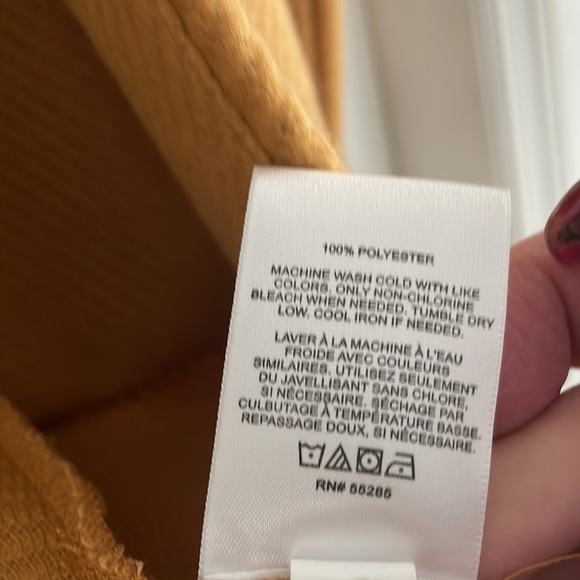 100% POLYESTER
MACHINE WASH COLD WITH LIKE
COLORS. ONLY NON-CHLORINE
BLEACH WHEN NEEDED. TUMBLE DRY
LOW. COOL IRON IF NEEDED.
LAVER À LA MACHINE À L'EAU
FROIDE AVEC COULEURS
SIMILAIRES. UTILISEZ SEULEMENT
DU JAVELLISANT SANS CHLORE,
SI NÉCESSAIRE. SÉCHAGE PAR
CULBUTAGE À TEMPÉRATURE BASSE.
REPASSAGE DOUX, SI NÉCESSAIRE.
RN# 55285